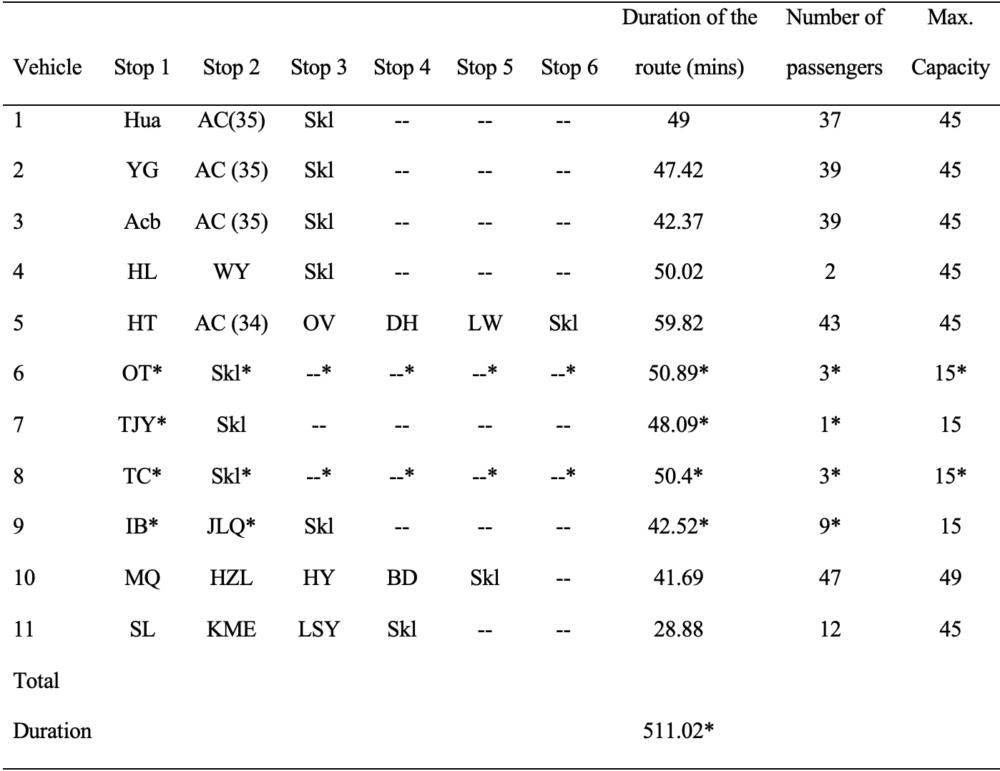 Duration of the Number of Max.
Vehicle Stop 1 Stop 2 Stop 3 Stop 4 Stop 5 Stop 6 route (mins) passengers Capacity
1 Hua AC(35) Skl -- -- -- 49 37 45
2 YG AC (35) Skl -- -- -- 47.42 39 45
3 Acb AC (35) Skl -- -- -- 42.37 39 45
4 HL WY Skl -- -- -- 50.02 2 45
5 HT AC (34) OV DH LW Skl 59.82 43 45
6 OT* Skl* --* --* --* --* 50.89* 3* 15*
7 TJY* Skl -- -- -- -- 48.09* 1* 15
8 TC* Skl* --* --* --* --* 50.4* 3* 15*
9 IB* JLQ* Skl -- -- -- 42.52* 9* 15
10 MQ HZL HY BD Skl -- 41.69 47 49
11 SL KME LSY Skl -- -- 28.88 12 45
Total
Duration 511.02*